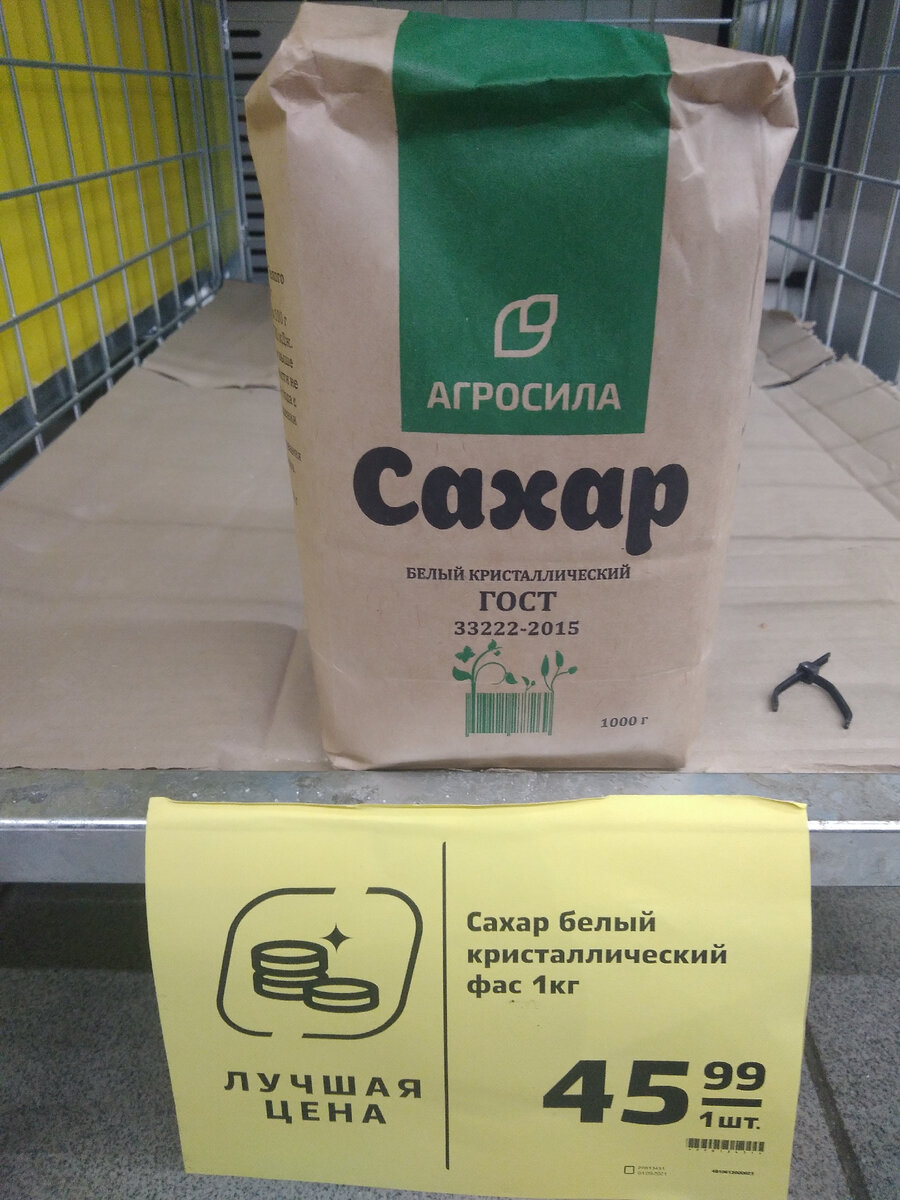 АГРОСИЛА
Сахар
БЕЛЫЙ КРИСТАЛЛИЧЕСКИЙ
ГОСТ
33222-2015
1000 г
ЛУЧШАЯ
ЦЕНА
Сахар белый
кристаллический
фас 1кг
45 99
1шт.